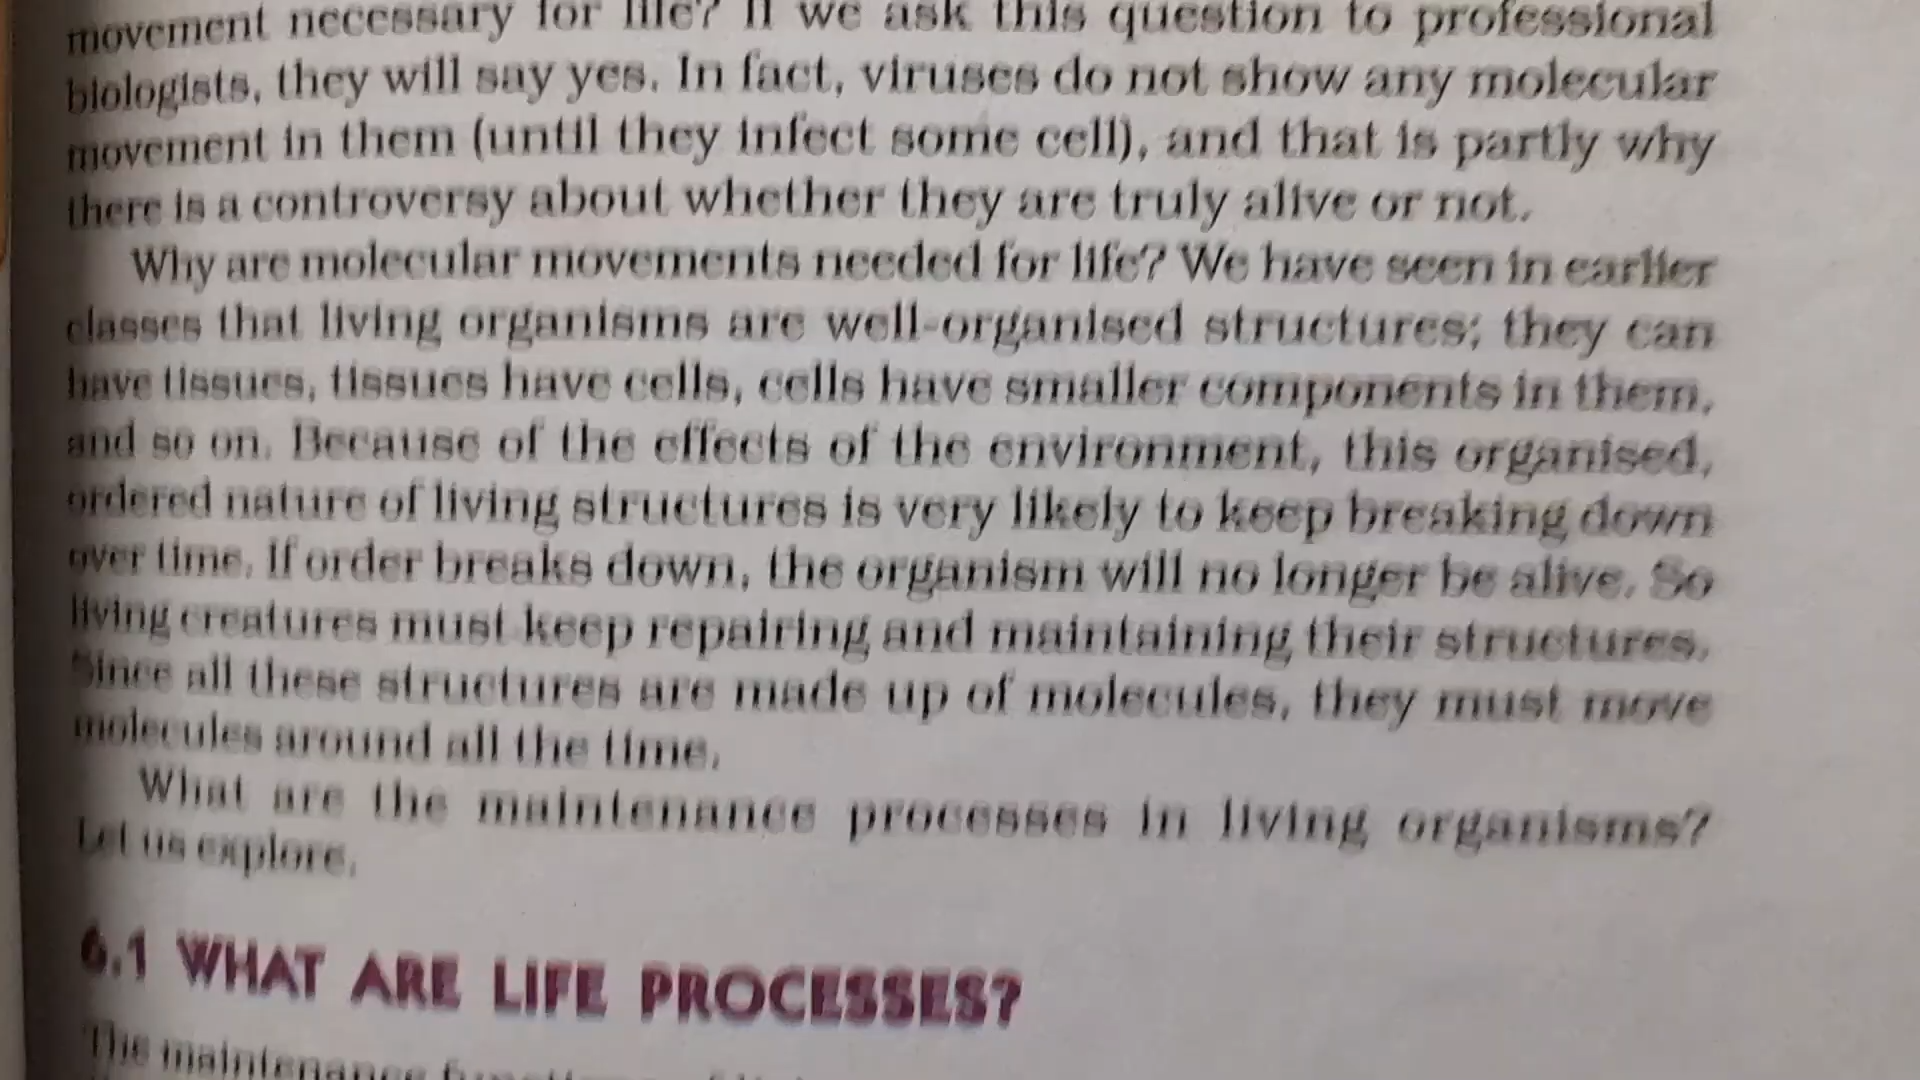 movement necessary for life? If we ask this question to professional
biologists, they will say yes. In fact, viruses do not show any molecular
movement in them (until they infect some cell), and that is partly why
there is a controversy about whether they are truly alive or not.
Why are molecular movements needed for life? We have seen in earlier
classes that living organisms are well-organised structures; they can
have tissues, tissues have cells, cells have smaller components in them,
and so on. Because of the effects of the environment, this organised,
ordered nature of living structures is very likely to keep breaking down
over time. If order breaks down, the organism will no longer be alive. So
living creatures must keep repairing and maintaining their structures.
Since all these structures are made up of molecules, they must move
molecules around all the time.
What are the maintenance processes in living organisms?
Let us explore.
6.1 WHAT ARE LIFE PROCESSES?
The maintenance